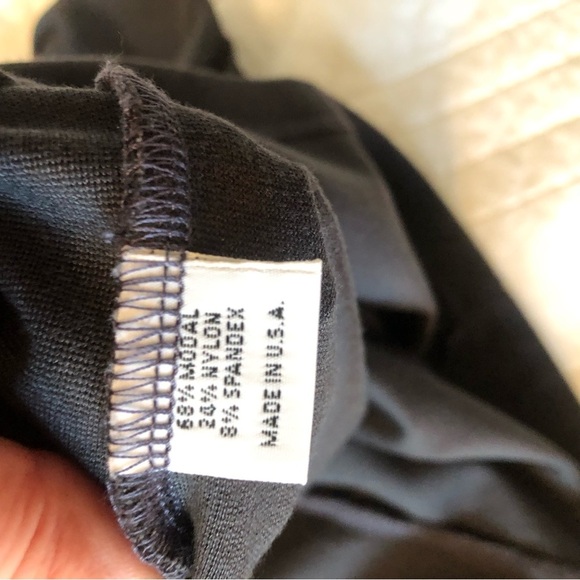 68% MODAL
24% NYLON
8% SPANDEX
MADE IN U.S.A.